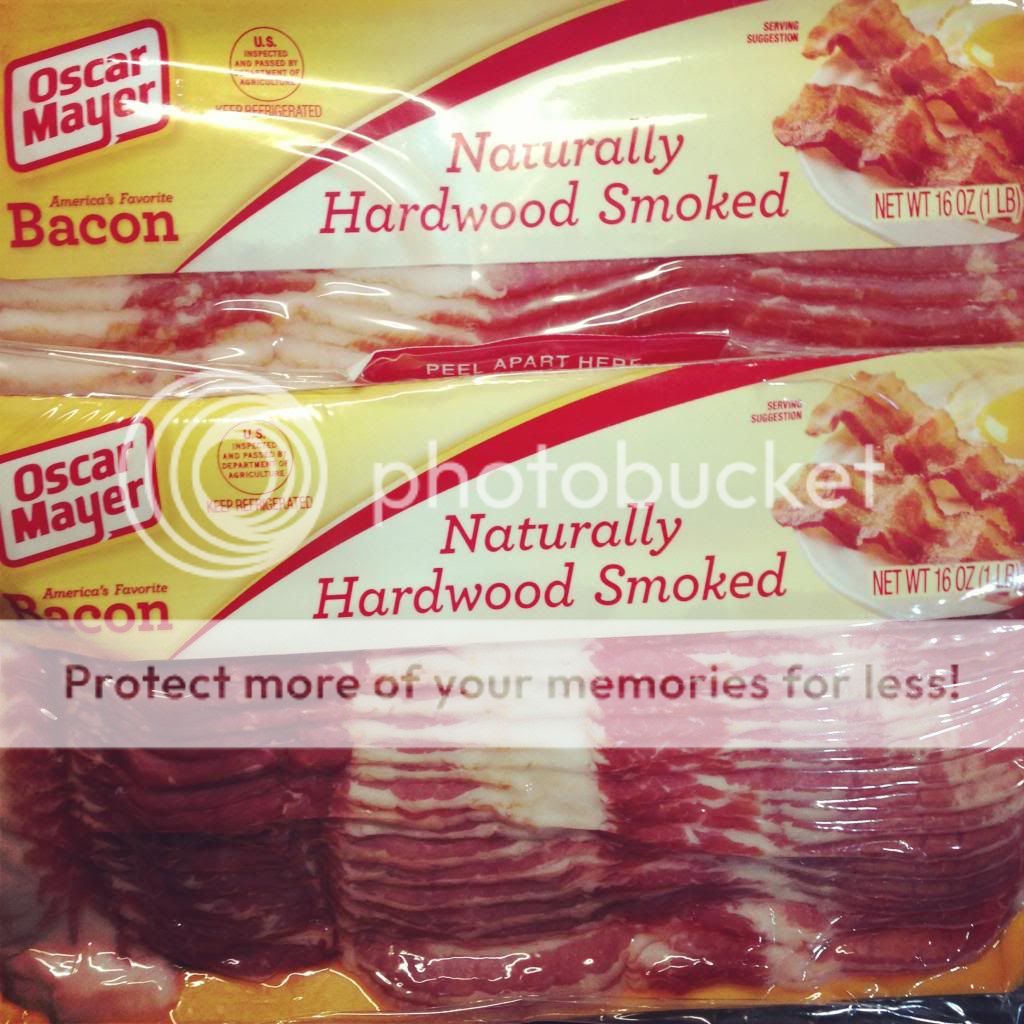 Oscar
Mayer
U.S.
INSPECTED
AND PASSED BY
DEPARTMENT OF
AGRICULTURE
KEEP REFRIGERATED
America's Favorite
Bacon
Naturally
Hardwood Smoked
SERVING
SUGGESTION
NET WT 16 OZ (1 LB)
PEEL APART HERE
Oscar
Mayer
U.S.
INSPECTED
AND PASSED BY
DEPARTMENT OF
AGRICULTURE
KEEP REFRIGERATED
America's Favorite
Bacon
Naturally
Hardwood Smoked
SERVING
SUGGESTION
NET WT 16 OZ (1 LB)
photobucket
Protect more of your memories for less!